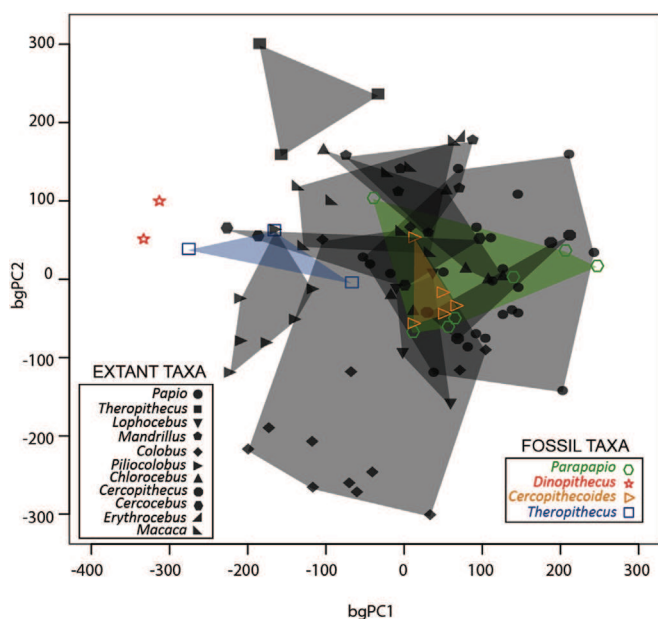 300
200
100
0
-100
-200
-300
bgPC2
EXTANT TAXA
Papio
Theropithecus
Lophocebus
Mandrillus
Colobus
Piliocolobus
Chlorocebus
Cercopithecus
Cercocebus
Erythrocebus
Macaca
FOSSIL TAXA
Parapapio
Dinopithecus
Cercopithecoides
Theropithecus
-400 -300 -200 -100 0 100 200 300
bgPC1